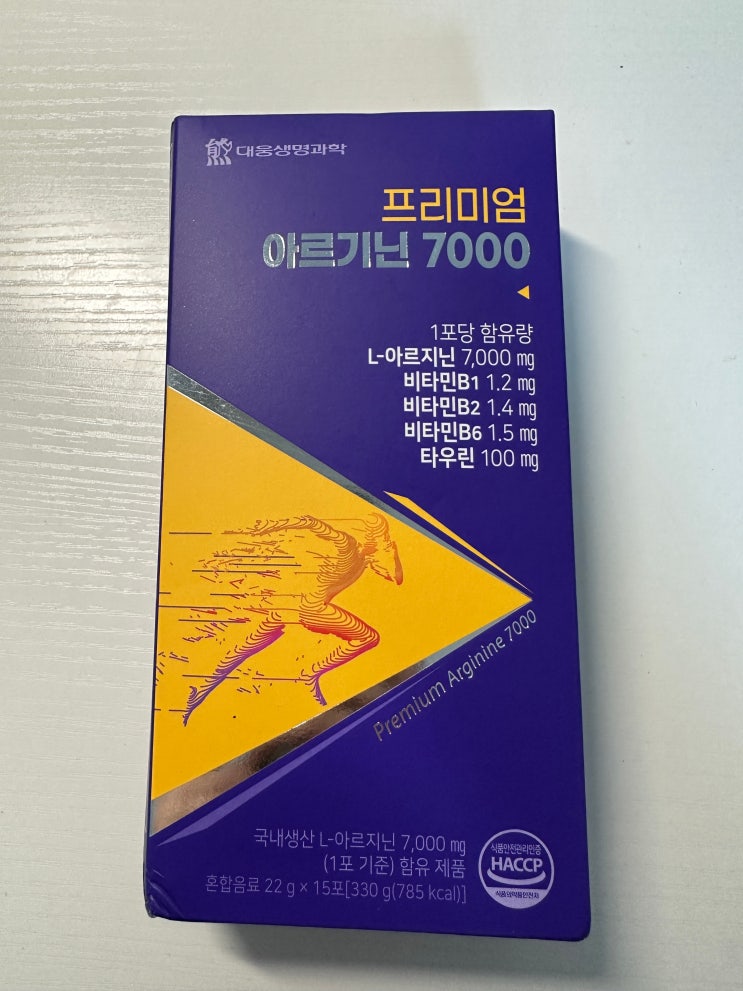 대웅생명과학
프리미엄
아르기닌 7000
1포당 함유량
L-아르지닌 7,000 mg
비타민B1 1.2 mg
비타민B2 1.4 mg
비타민B6 1.5 mg
타우린 100 mg
Premium Arginine 7000
국내생산 L-아르지닌 7,000 mg
(1포 기준) 함유 제품
혼합음료 22 g × 15포[330 g(785 kcal)]
식품안전관리인증
HACCP
식품의약품안전처